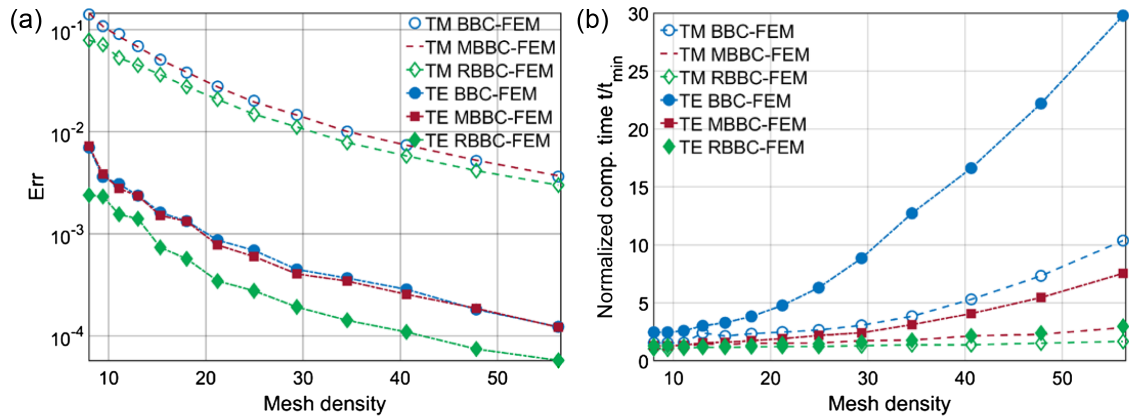 (a)
10^-1
10^-2
10^-3
10^-4
Err
TM BBC-FEM
TM MBBC-FEM
TM RBBC-FEM
TE BBC-FEM
TE MBBC-FEM
TE RBBC-FEM
10 20 30 40 50
Mesh density
(b)
30
25
20
15
10
5
0
Normalized comp. time t/t_min
TM BBC-FEM
TM MBBC-FEM
TM RBBC-FEM
TE BBC-FEM
TE MBBC-FEM
TE RBBC-FEM
10 20 30 40 50
Mesh density